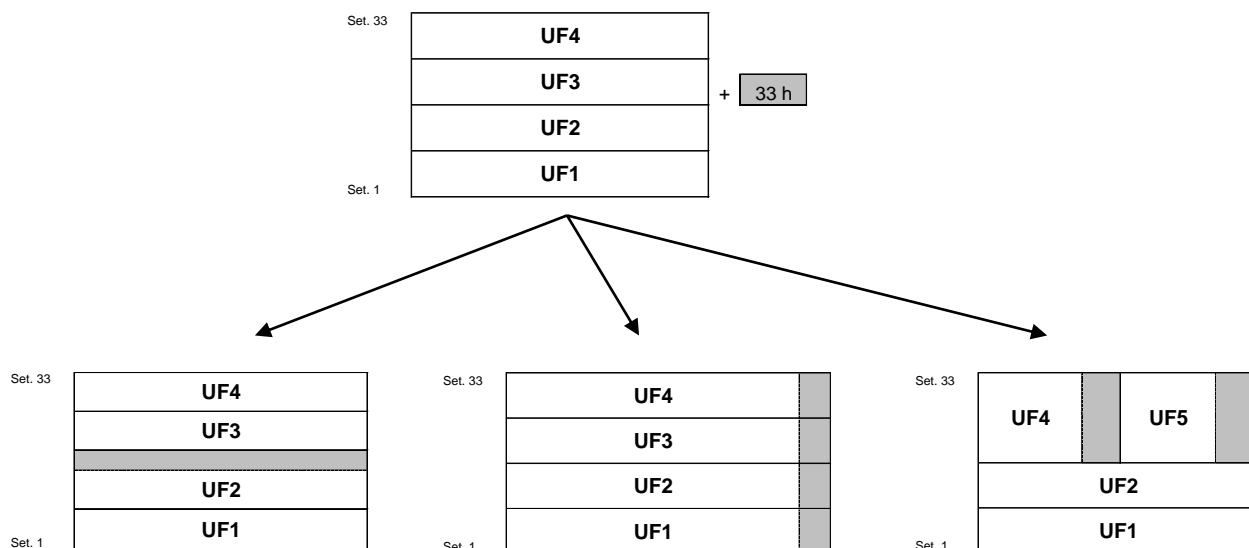 Set. 33
UF4
UF3
+ 33 h
UF2
UF1
Set. 1
Set. 33
UF4
UF3
UF2
UF1
Set. 1
Set. 33
UF4
UF3
UF2
UF1
Set. 1
Set. 33
UF4
UF5
UF2
UF1
Set. 1